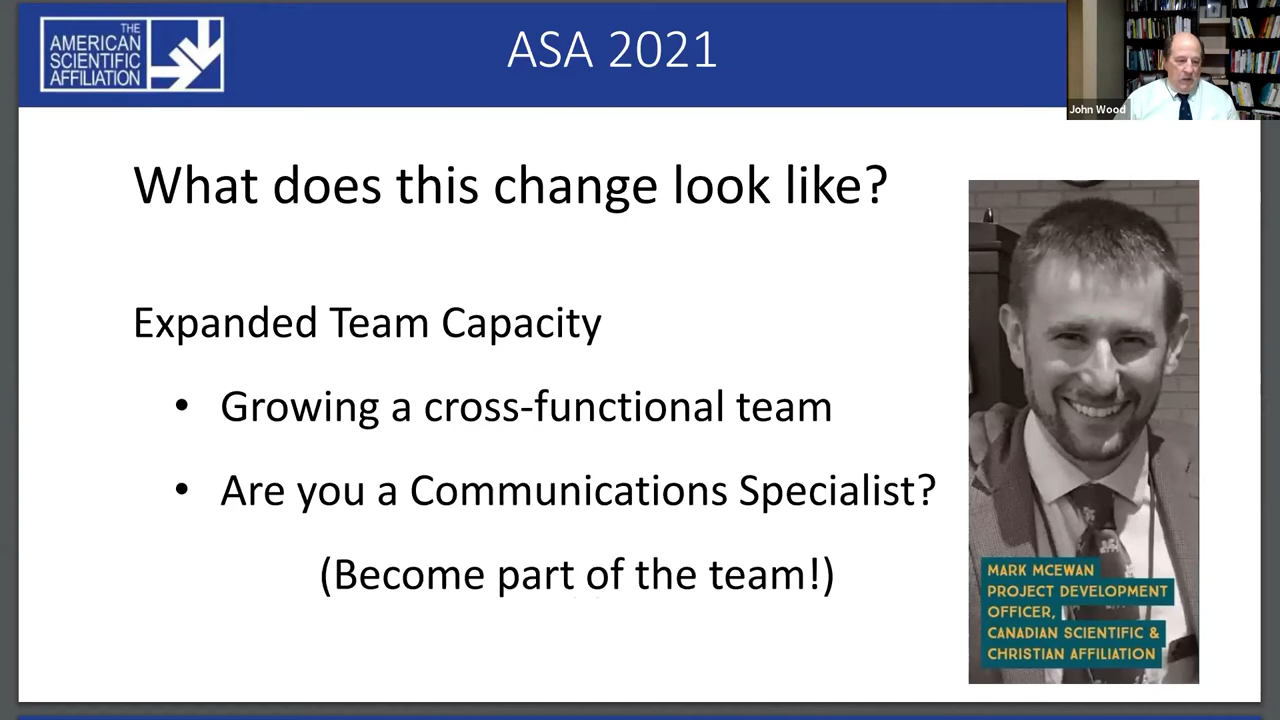 THE
AMERICAN
SCIENTIFIC
AFFILIATION
ASA 2021
John Wood
What does this change look like?
Expanded Team Capacity
• Growing a cross-functional team
• Are you a Communications Specialist?
(Become part of the team!)
MARK MCEWAN
PROJECT DEVELOPMENT
OFFICER,
CANADIAN SCIENTIFIC &
CHRISTIAN AFFILIATION